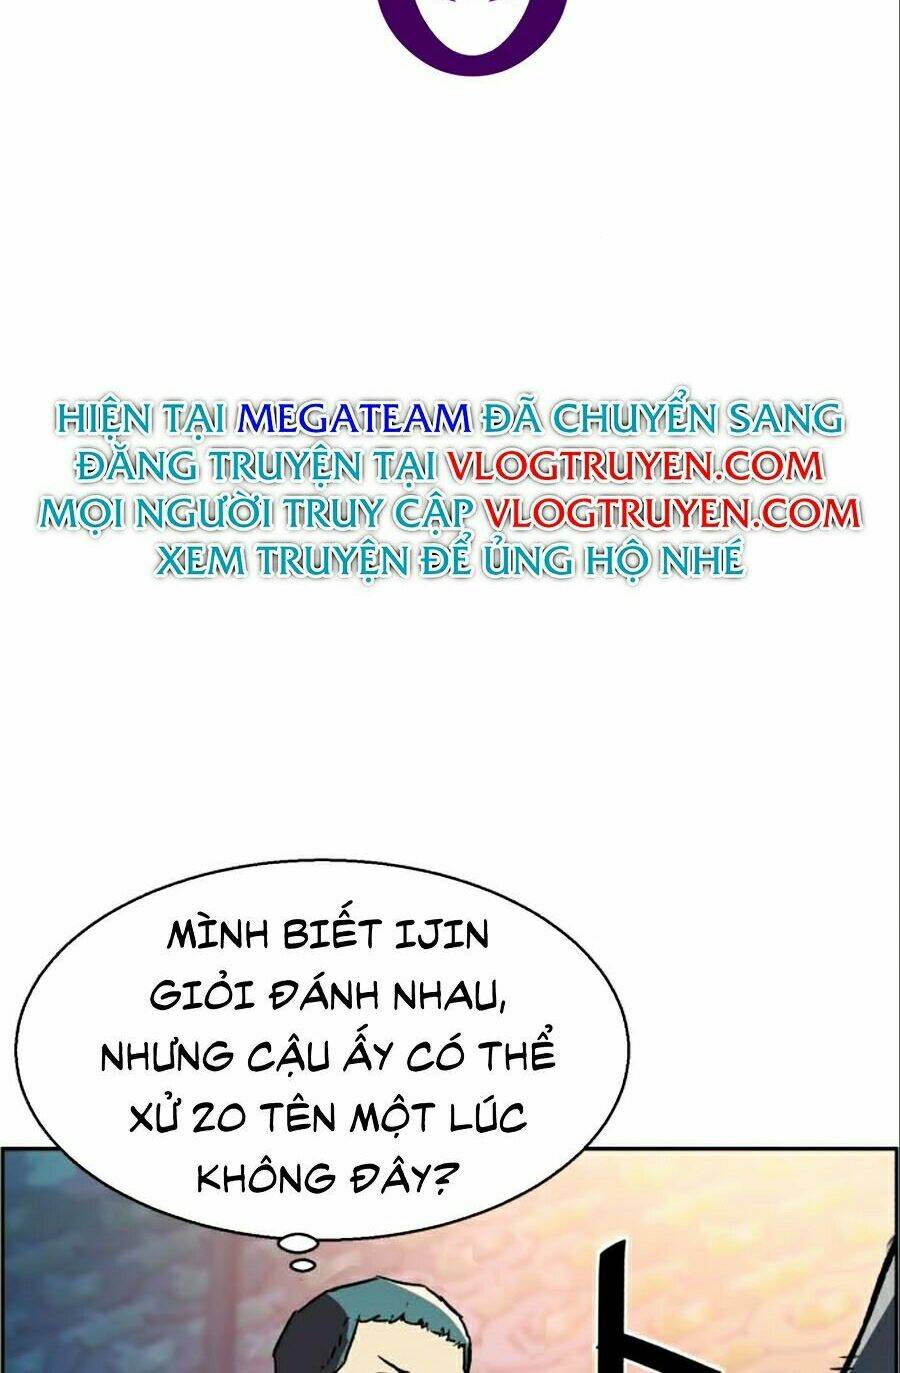 HIỆN TẠI MEGATEAM ĐÃ CHUYỂN SANG
ĐĂNG TRUYỆN TẠI VLOGTRUYEN.COM
MỌI NGƯỜI TRUY CẬP VLOGTRUYEN.COM
XEM TRUYỆN ĐỂ ỦNG HỘ NHÉ
MÌNH BIẾT IJIN
GIỎI ĐÁNH NHAU,
NHƯNG CẬU ẤY CÓ THỂ
XỬ 20 TÊN MỘT LÚC
KHÔNG ĐÂY?